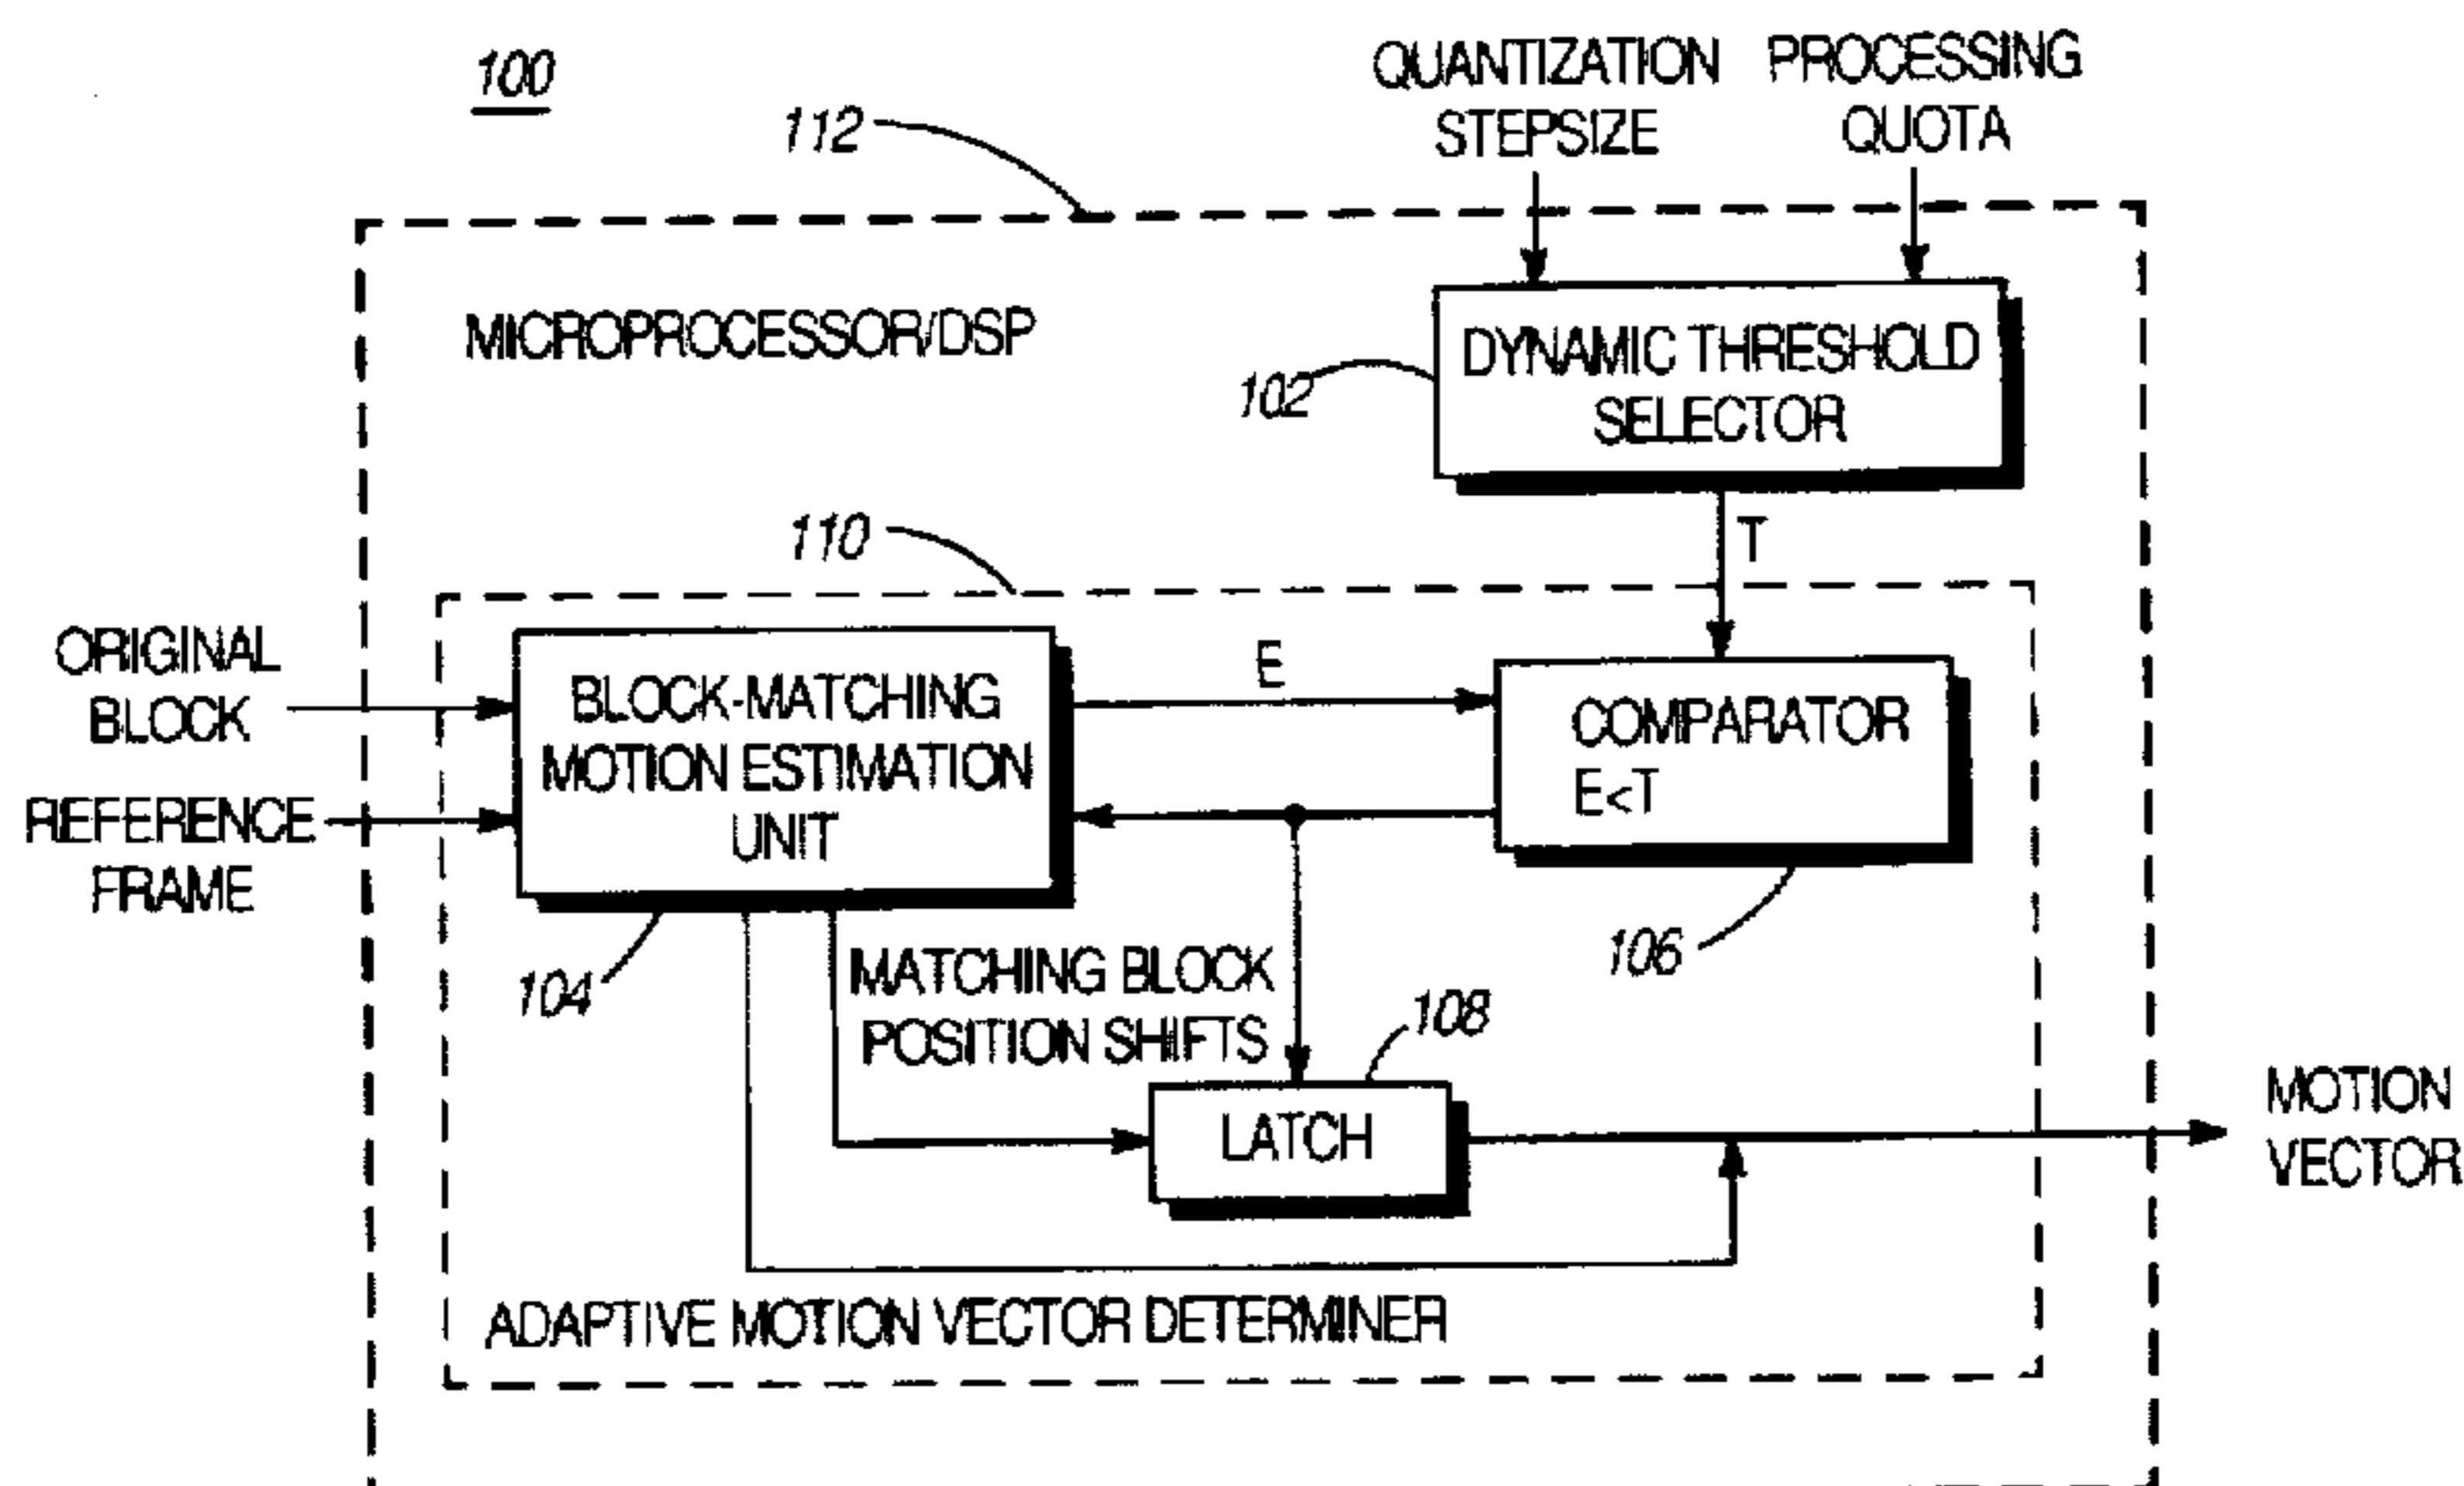 100
112
QUANTIZATION
STEPSIZE
PROCESSING
QUOTA
MICROPROCESSOR/DSP
102
DYNAMIC THRESHOLD
SELECTOR
T
110
ORIGINAL
BLOCK
REFERENCE
FRAME
BLOCK-MATCHING
MOTION ESTIMATION
UNIT
E
COMPARATOR
E<T
104
106
MATCHING BLOCK
POSITION SHIFTS
108
LATCH
MOTION
VECTOR
ADAPTIVE MOTION VECTOR DETERMINER